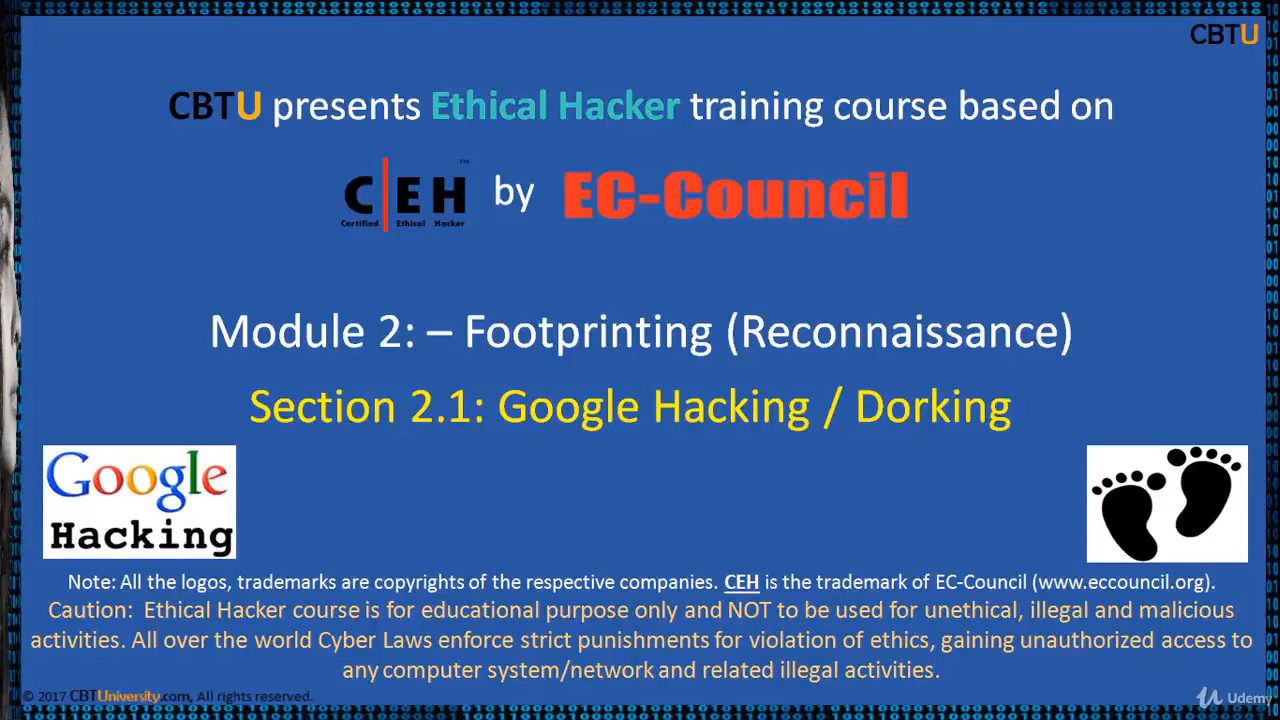 CBTU
CBTU presents Ethical Hacker training course based on
C|EH by EC-Council
TM
Certified Ethical Hacker
Module 2: – Footprinting (Reconnaissance)
Section 2.1: Google Hacking / Dorking
Google
Hacking
Note: All the logos, trademarks are copyrights of the respective companies. CEH is the trademark of EC-Council (www.eccouncil.org).
Caution: Ethical Hacker course is for educational purpose only and NOT to be used for unethical, illegal and malicious
activities. All over the world Cyber Laws enforce strict punishments for violation of ethics, gaining unauthorized access to
any computer system/network and related illegal activities.
© 2017 CBTUniversity.com, All rights reserved.
Udemy